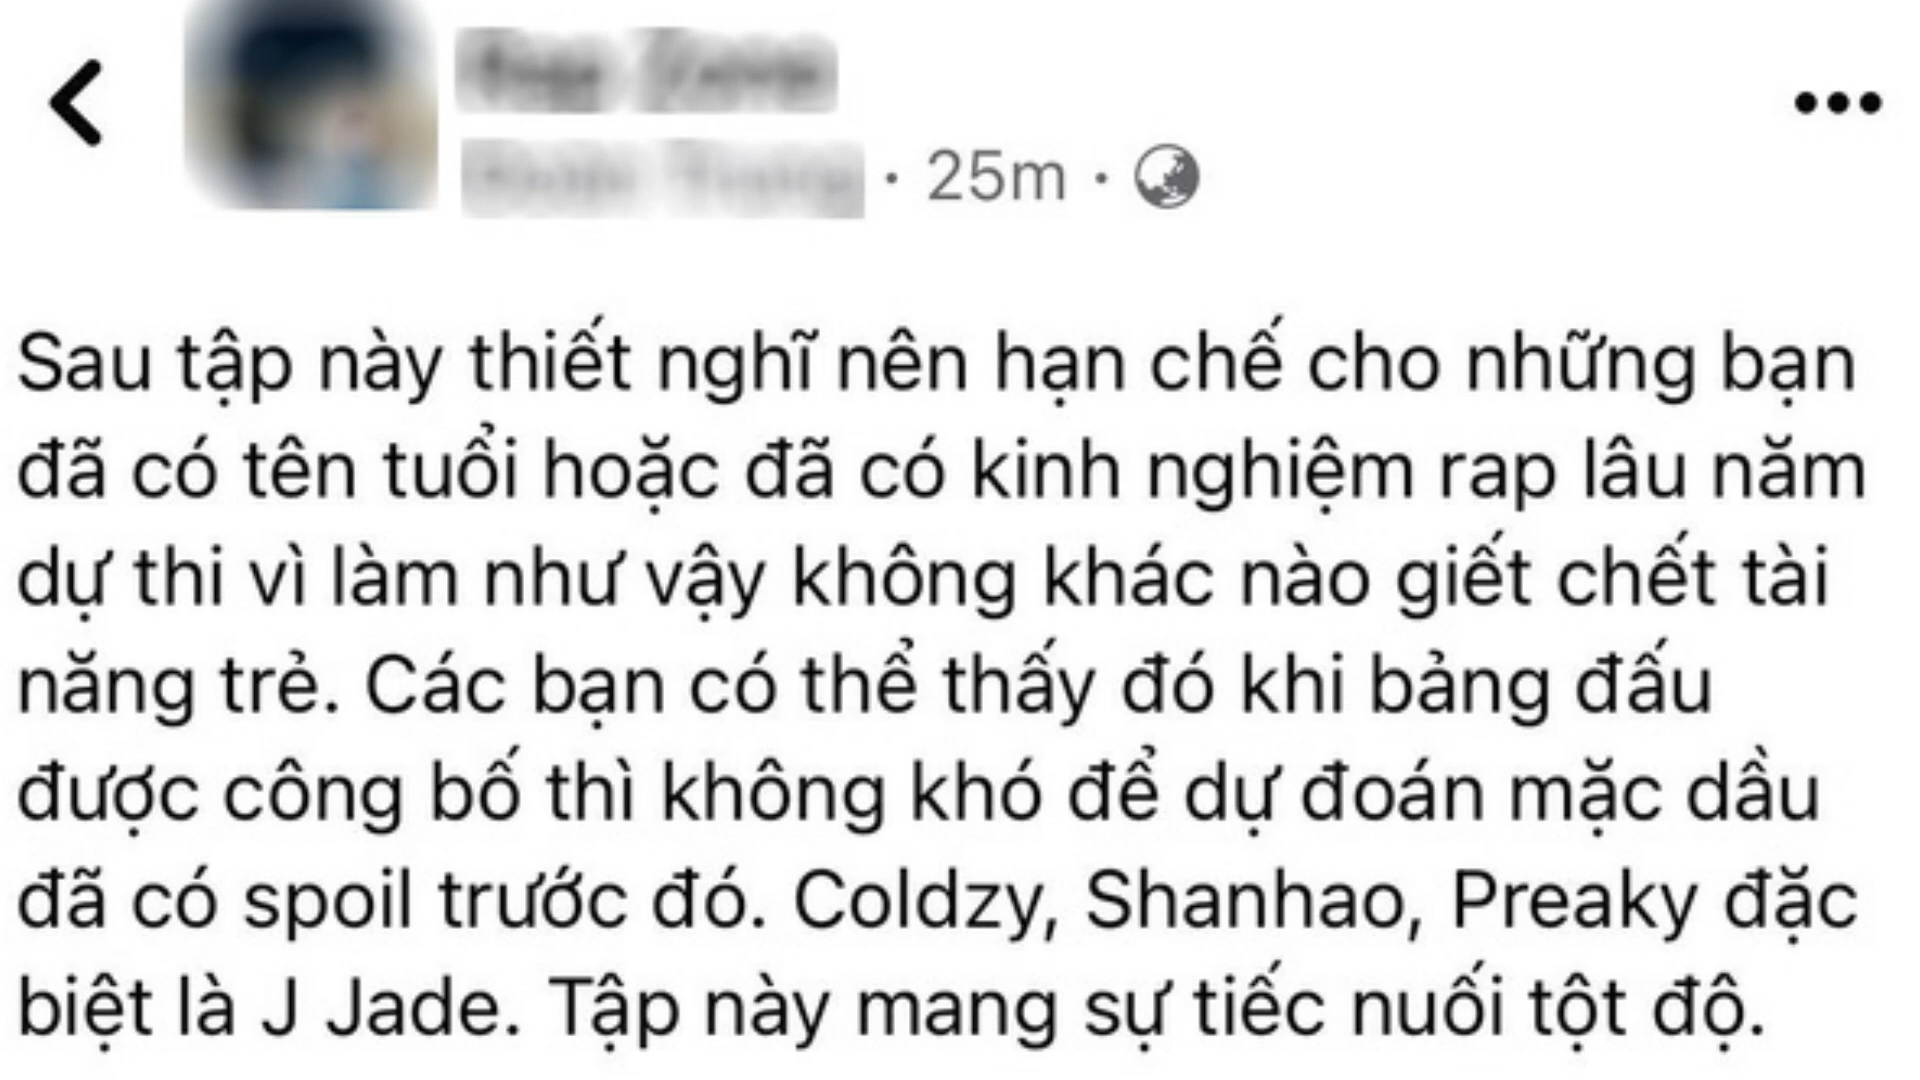 · 25m ·
Sau tập này thiết nghĩ nên hạn chế cho những bạn
đã có tên tuổi hoặc đã có kinh nghiệm rap lâu năm
dự thi vì làm như vậy không khác nào giết chết tài
năng trẻ. Các bạn có thể thấy đó khi bảng đấu
được công bố thì không khó để dự đoán mặc dầu
đã có spoil trước đó. Coldzy, Shanhao, Preaky đặc
biệt là J Jade. Tập này mang sự tiếc nuối tột độ.